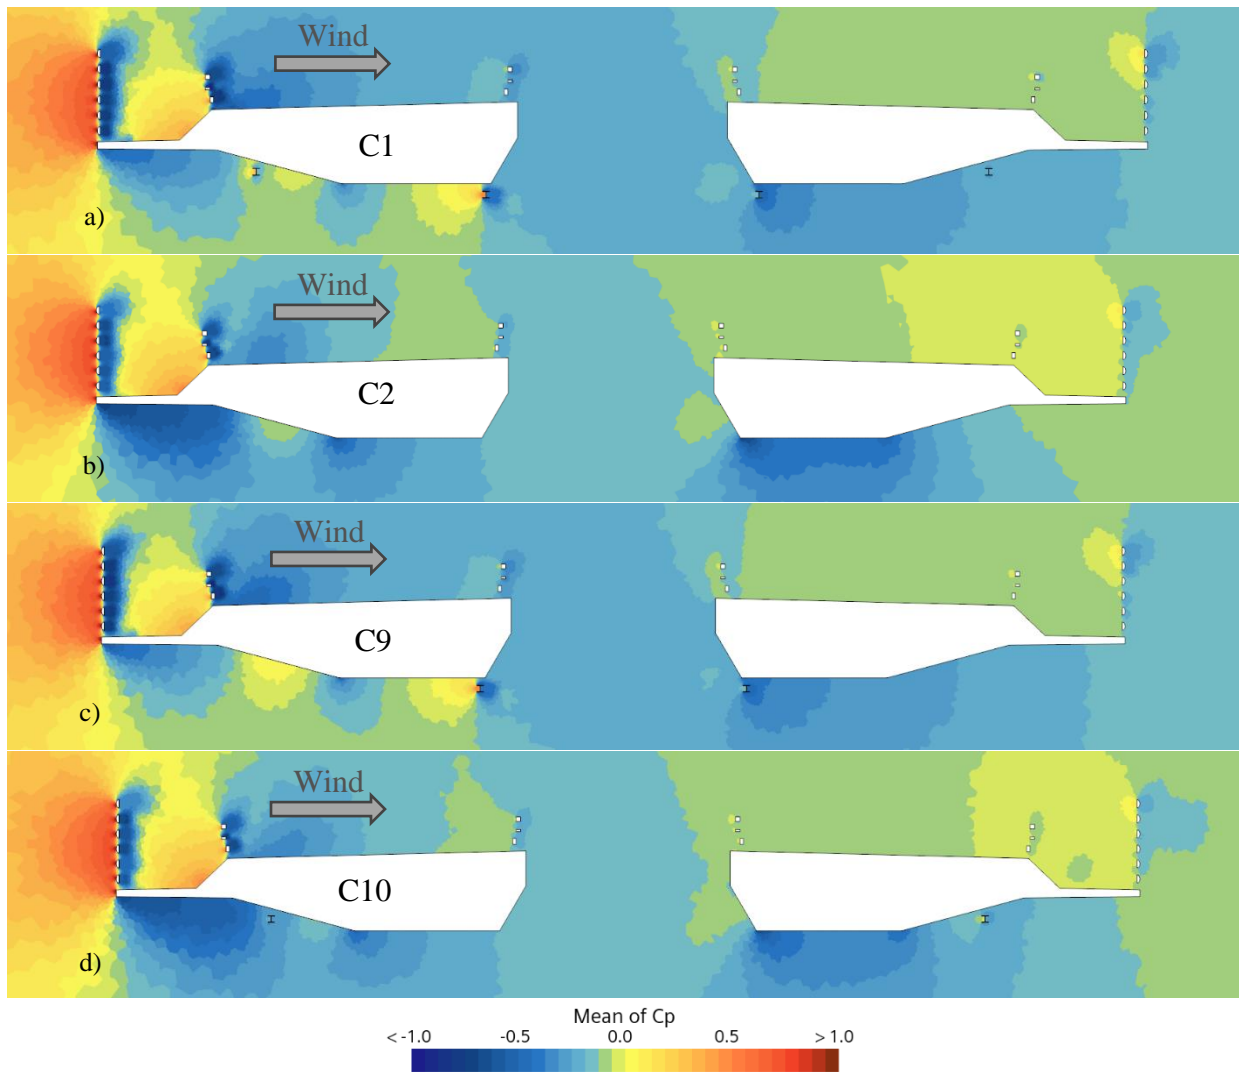 Wind
C1
a)
Wind
C2
b)
Wind
C9
c)
Wind
C10
d)
Mean of Cp
< -1.0 -0.5 0.0 0.5 > 1.0